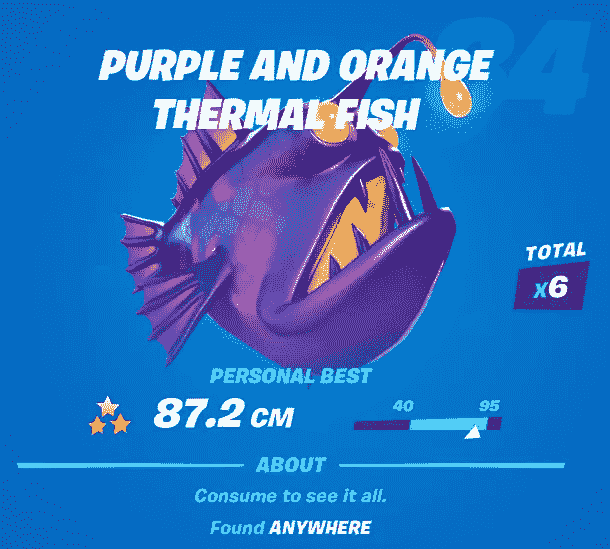 84
PURPLE AND ORANGE
THERMAL FISH
TOTAL
x6
PERSONAL BEST
87.2 CM
40 95
ABOUT
Consume to see it all.
Found ANYWHERE